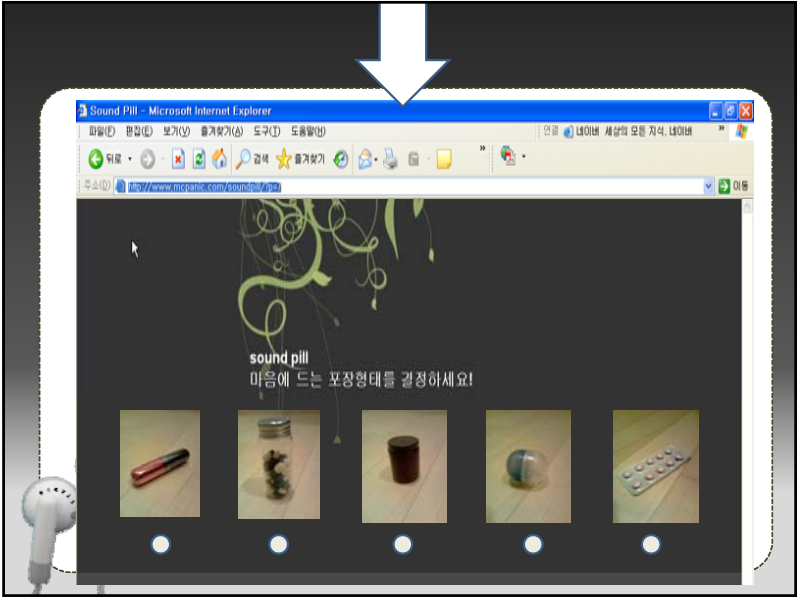 Sound Pill - Microsoft Internet Explorer
파일(F) 편집(E) 보기(V) 즐겨찾기(A) 도구(T) 도움말(H)
연결 네이버 세상의 모든 지식, 네이버 »
뒤로 검색 즐겨찾기 »
주소(D) http://www.mcpanic.com/soundpill/?p=7 이동
sound pill
마음에 드는 포장형태를 결정하세요!